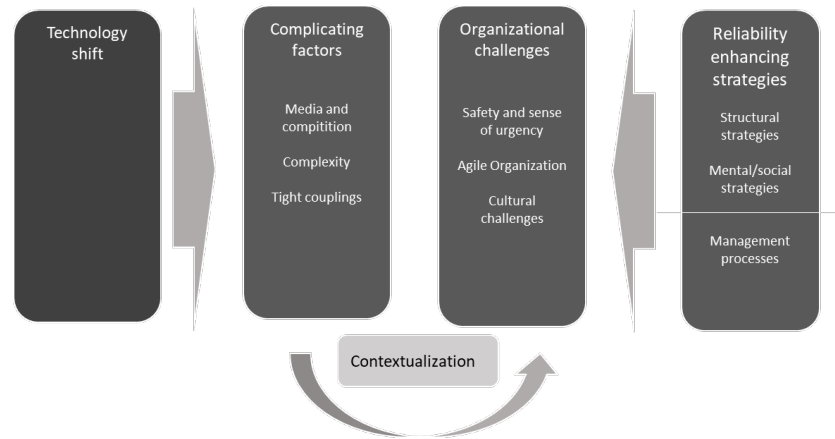 Technology
shift
Complicating
factors
Media and
compitition
Complexity
Tight couplings
Organizational
challenges
Safety and sense
of urgency
Agile Organization
Cultural
challenges
Reliability
enhancing
strategies
Structural
strategies
Mental/social
strategies
Management
processes
Contextualization